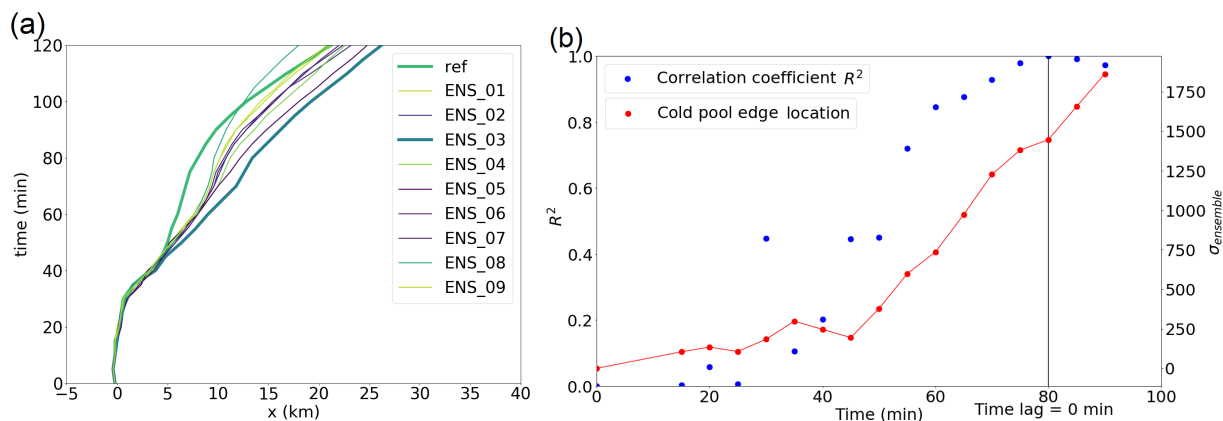 (a)
120
100
80
60
40
20
0
time (min)
−5
0
5
10
15
20
25
30
35
40
x (km)
ref
ENS_01
ENS_02
ENS_03
ENS_04
ENS_05
ENS_06
ENS_07
ENS_08
ENS_09
(b)
1.0
0.8
0.6
0.4
0.2
0.0
R²
Correlation coefficient R²
Cold pool edge location
1750
1500
1250
1000
750
500
250
0
σensemble
0
20
40
60
80
100
Time (min)
Time lag = 0 min